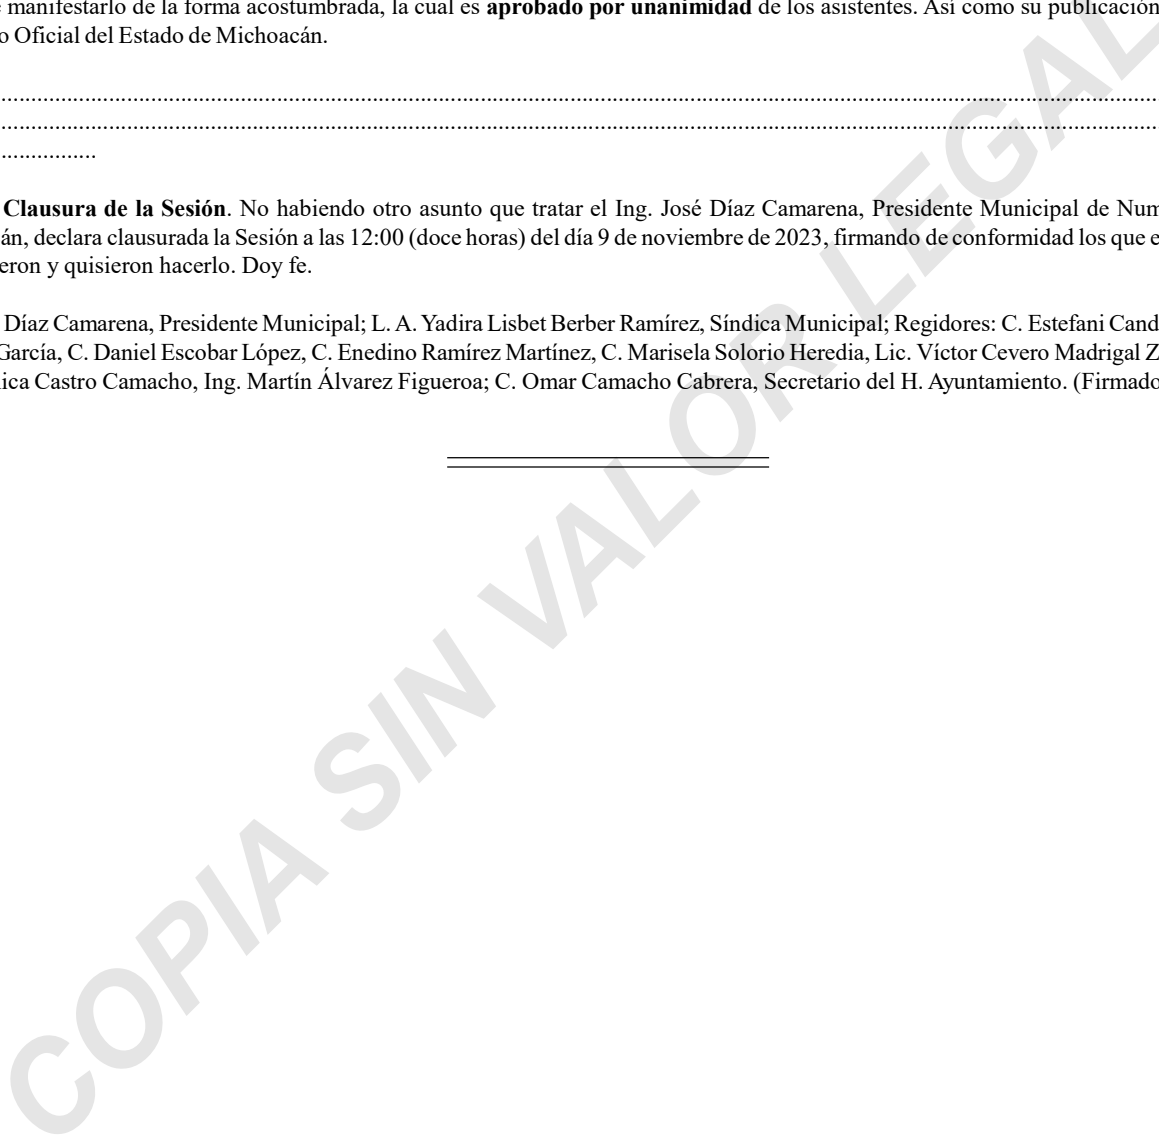 manifestarlo de la forma acostumbrada, la cual es aprobado por unanimidad de los asistentes. Así como su publicación
o Oficial del Estado de Michoacán.
..........................................................................................................................................................................................................
..........................................................................................................................................................................................................
.................
Clausura de la Sesión. No habiendo otro asunto que tratar el Ing. José Díaz Camarena, Presidente Municipal de Num
án, declara clausurada la Sesión a las 12:00 (doce horas) del día 9 de noviembre de 2023, firmando de conformidad los que e
eron y quisieron hacerlo. Doy fe.
Díaz Camarena, Presidente Municipal; L. A. Yadira Lisbet Berber Ramírez, Síndica Municipal; Regidores: C. Estefani Cand
García, C. Daniel Escobar López, C. Enedino Ramírez Martínez, C. Marisela Solorio Heredia, Lic. Víctor Cevero Madrigal Z
ica Castro Camacho, Ing. Martín Álvarez Figueroa; C. Omar Camacho Cabrera, Secretario del H. Ayuntamiento. (Firmado
COPIA SIN VALOR LEGAL